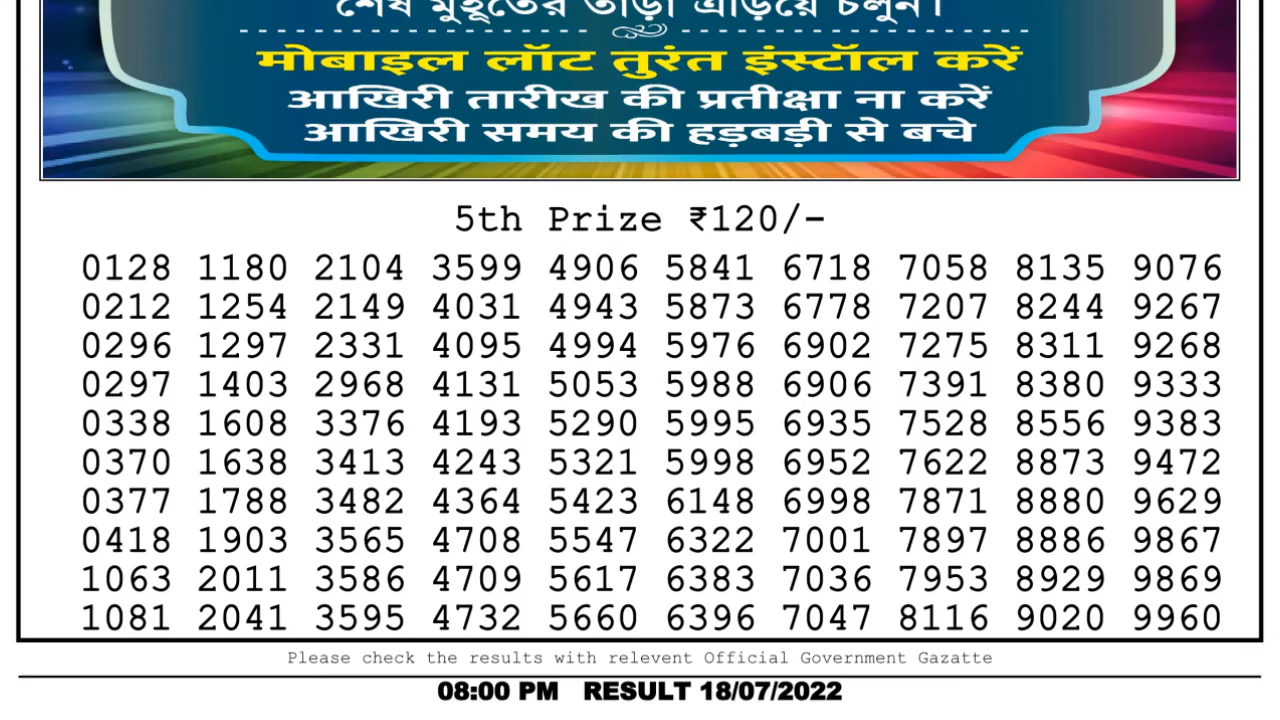 শেষ মুহূর্তের তাড়া এড়িয়ে চলুন।
मोबाइल लॉट तुरंत इंस्टॉल करें
आखिरी तारीख की प्रतीक्षा ना करें
आखिरी समय की हड़बड़ी से बचे
5th Prize ₹120/-
0128 1180 2104 3599 4906 5841 6718 7058 8135 9076
0212 1254 2149 4031 4943 5873 6778 7207 8244 9267
0296 1297 2331 4095 4994 5976 6902 7275 8311 9268
0297 1403 2968 4131 5053 5988 6906 7391 8380 9333
0338 1608 3376 4193 5290 5995 6935 7528 8556 9383
0370 1638 3413 4243 5321 5998 6952 7622 8873 9472
0377 1788 3482 4364 5423 6148 6998 7871 8880 9629
0418 1903 3565 4708 5547 6322 7001 7897 8886 9867
1063 2011 3586 4709 5617 6383 7036 7953 8929 9869
1081 2041 3595 4732 5660 6396 7047 8116 9020 9960
Please check the results with relevent Official Government Gazatte
08:00 PM RESULT 18/07/2022